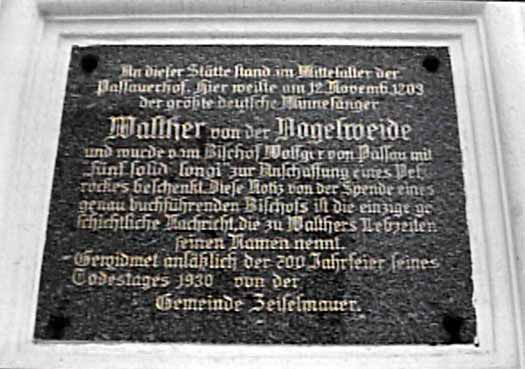 An dieser Stätte stand im Mittelalter der
Passauerhof. Hier weilte am 12. Novemb. 1203
der größte deutsche Minnesänger
Walther von der Vogelweide
und wurde vom Bischof Wolfger von Passau mit
fünf solid. longi zur Anschaffung eines Pel
rockes beschenkt. Diese Notiz von der Spende eines
genau buchführenden Bischofs ist die einzige ge
schichtliche Nachricht, die zu Walthers Lebzeiten
seinen Namen nennt.
Gewidmet anläßlich der 700 Jahrfeier seines
Todestages 1930 von der
Gemeinde Zeiselmauer.